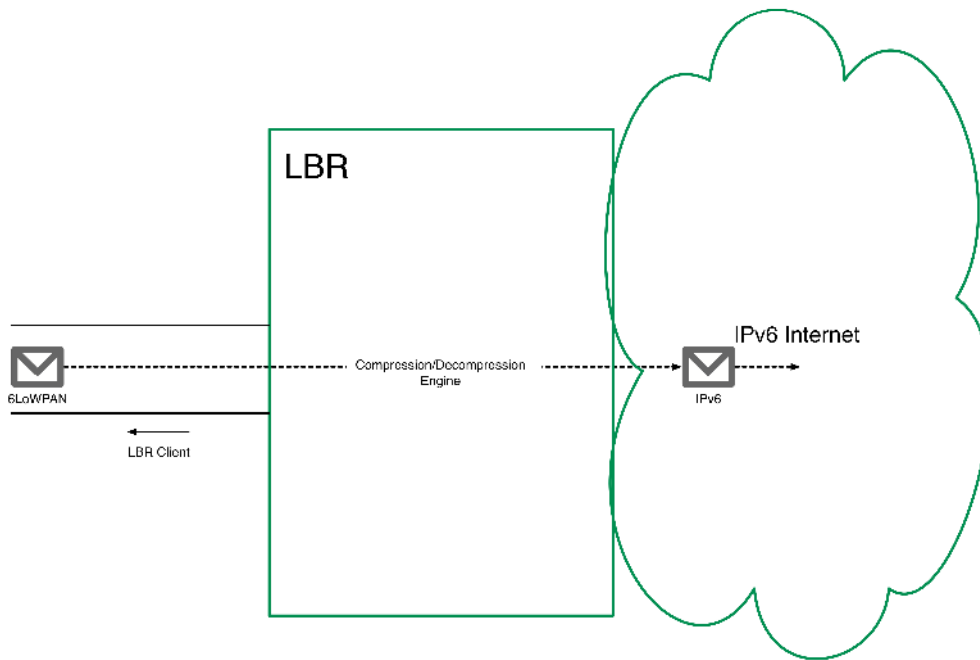 LBR
IPv6 Internet
Compression/Decompression
Engine
6LoWPAN
IPv6
LBR Client